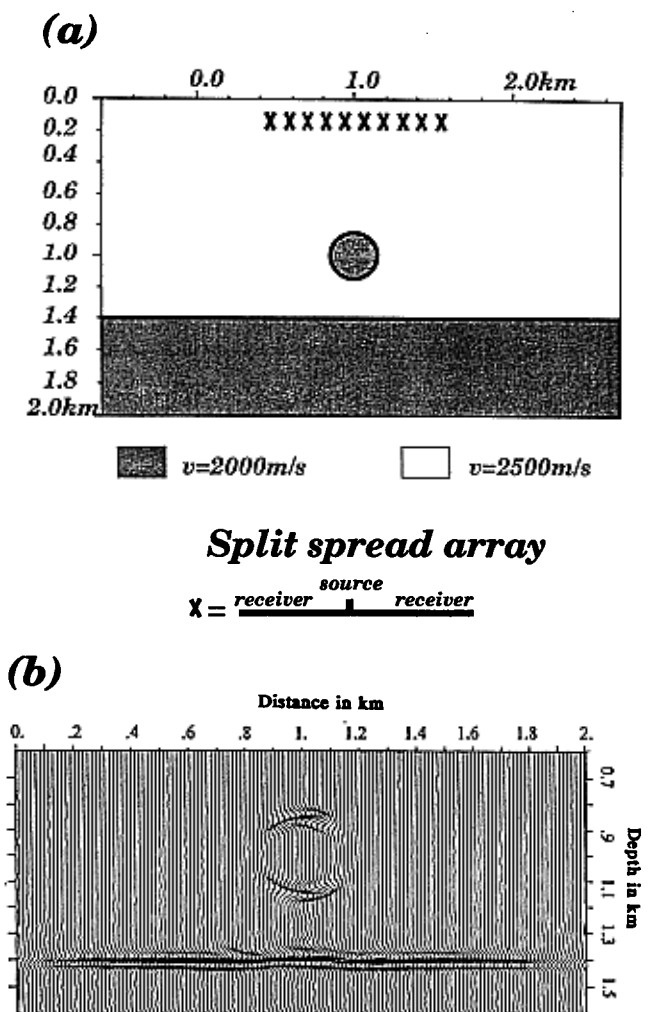 (a)
0.0 1.0 2.0km
0.0
0.2 X X X X X X X X X X
0.4
0.6
0.8
1.0
1.2
1.4
1.6
1.8
2.0km
v=2000m/s v=2500m/s
Split spread array
source
X = receiver receiver
(b)
Distance in km
0. .2 .4 .6 .8 1. 1.2 1.4 1.6 1.8 2.
0.7
.9
1.1
1.3
1.5
Depth in km